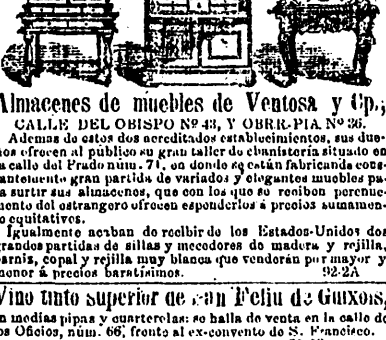 Almacenes de muebles de Ventosa y Cp.,
CALLE DEL OBISPO Nº 43, Y OBRA-PIA Nº 36.
Ademas de estos dos acreditados establecimientos, sus due-
ños ofrecen al público su gran taller de ebanistería situado en
la calle del Prado núm. 71, en donde se están fabricando cons-
tantemente gran partida de variados y elegantes muebles pa-
ra surtir sus almacenes, que con los que se reciben perenne-
mente del estrangero ofrecen espenderlos á precios sumamen-
te equitativos.
Igualmente acaban de recibir de los Estados-Unidos dos
grandes partidas de sillas y mecedores de madera y rejilla,
barniz, copal y rejilla muy blanca que venderán por mayor y
menor á precios baratísimos. 92-2A
Vino tinto superior de San Feliu de Guixols,
en medias pipas y cuarterolas: se halla de venta en la calle de
los Oficios, núm. 66, frente al ex-convento de S. Francisco.